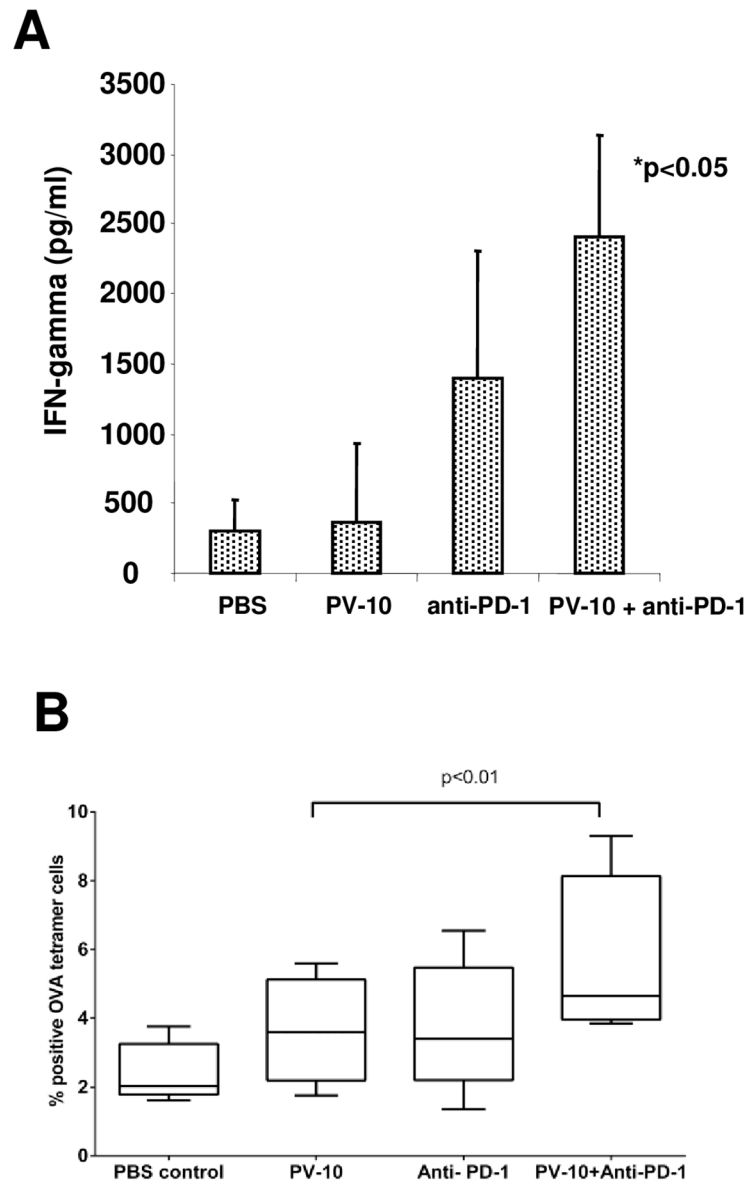 A
IFN-gamma (pg/ml)
3500
3000
2500
2000
1500
1000
500
0
*p<0.05
PBS PV-10 anti-PD-1 PV-10 + anti-PD-1
B
p<0.01
% positive OVA tetramer cells
10
8
6
4
2
0
PBS control PV-10 Anti- PD-1 PV-10+Anti-PD-1